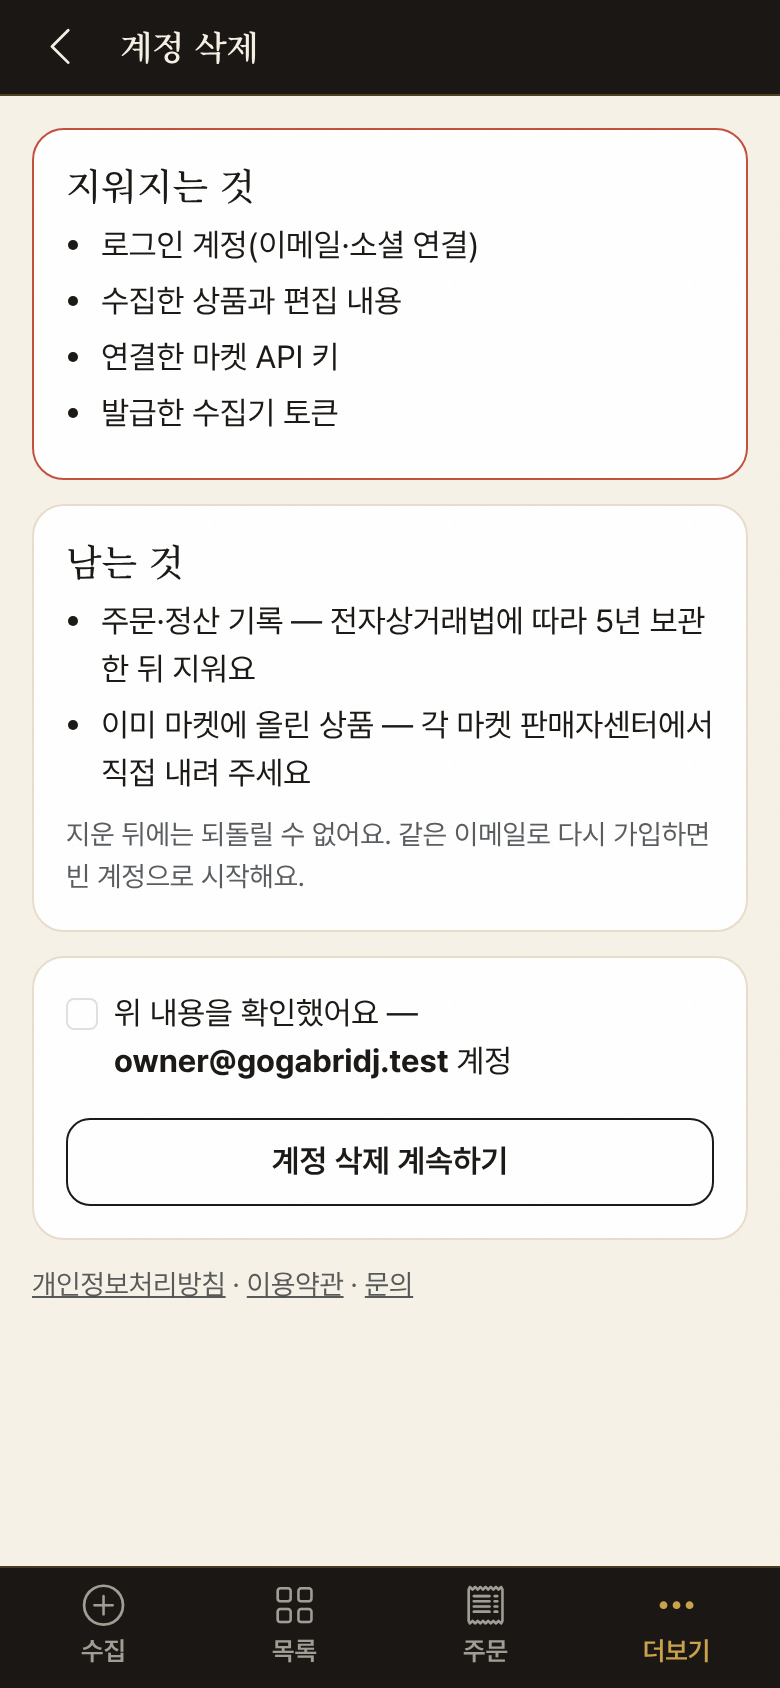 계정 삭제
지워지는 것
• 로그인 계정(이메일·소셜 연결)
• 수집한 상품과 편집 내용
• 연결한 마켓 API 키
• 발급한 수집기 토큰
남는 것
• 주문·정산 기록 — 전자상거래법에 따라 5년 보관
한 뒤 지워요
• 이미 마켓에 올린 상품 — 각 마켓 판매자센터에서
직접 내려 주세요
지운 뒤에는 되돌릴 수 없어요. 같은 이메일로 다시 가입하면
빈 계정으로 시작해요.
위 내용을 확인했어요 —
owner@gogabridj.test 계정
계정 삭제 계속하기
개인정보처리방침 · 이용약관 · 문의
수집 목록 주문 더보기